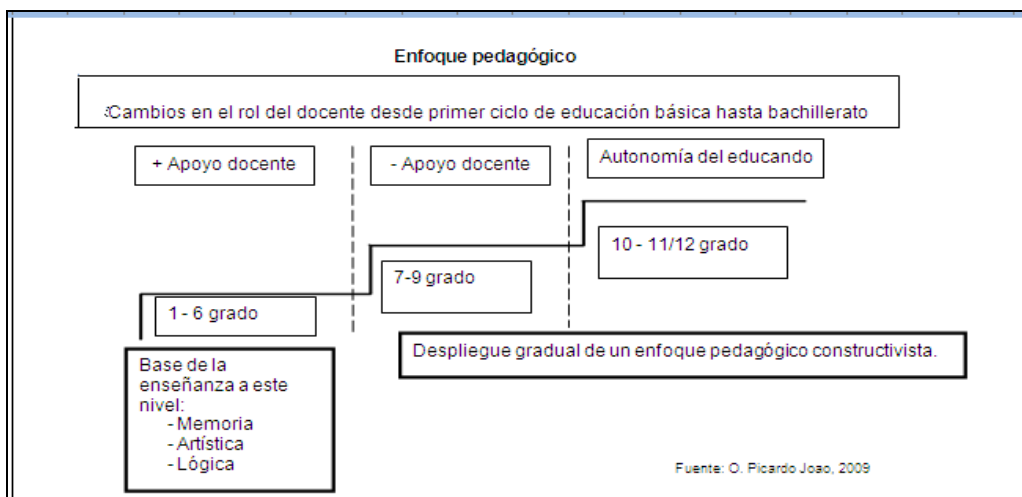 Enfoque pedagógico
Cambios en el rol del docente desde primer ciclo de educación básica hasta bachillerato
+ Apoyo docente
- Apoyo docente
Autonomía del educando
1 - 6 grado
7-9 grado
10 - 11/12 grado
Base de la
enseñanza a este
nivel:
- Memoria
- Artística
- Lógica
Despliegue gradual de un enfoque pedagógico constructivista.
Fuente: O. Picardo Joao, 2009